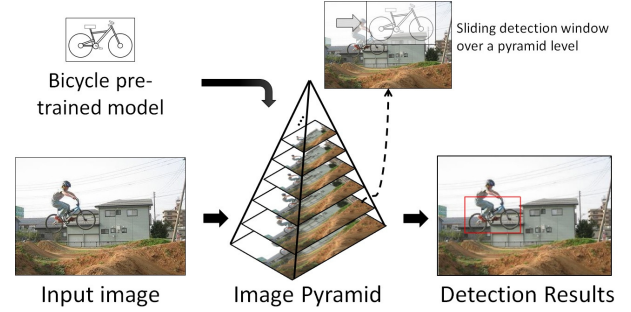 Sliding detection window
over a pyramid level
Bicycle pre-
trained model
Input image
Image Pyramid
Detection Results